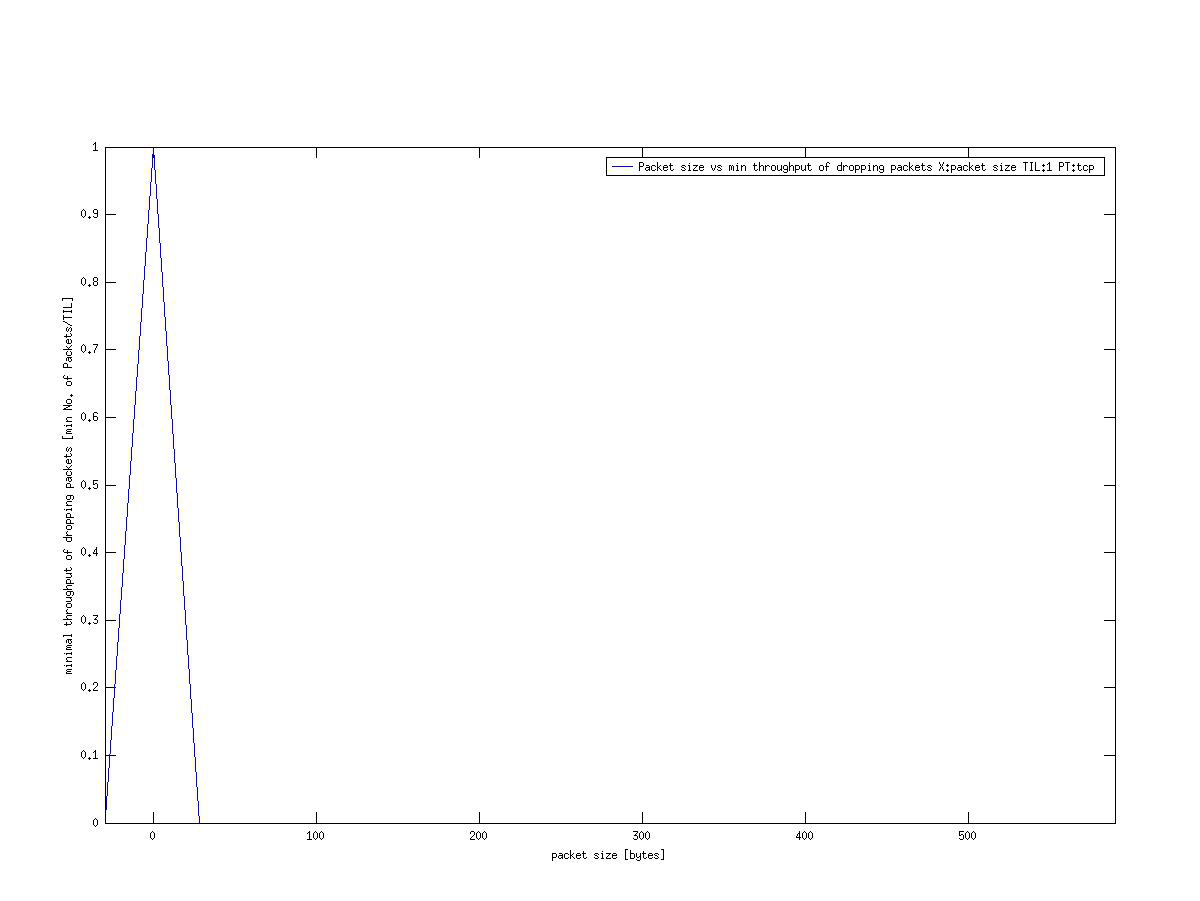 Packet size vs min throughput of dropping packets X:packet size TIL:1 PT:tcp
1
0.9
0.8
0.7
0.6
0.5
0.4
0.3
0.2
0.1
0
minimal throughput of dropping packets [min No. of Packets/TIL]
0 100 200 300 400 500
packet size [bytes]